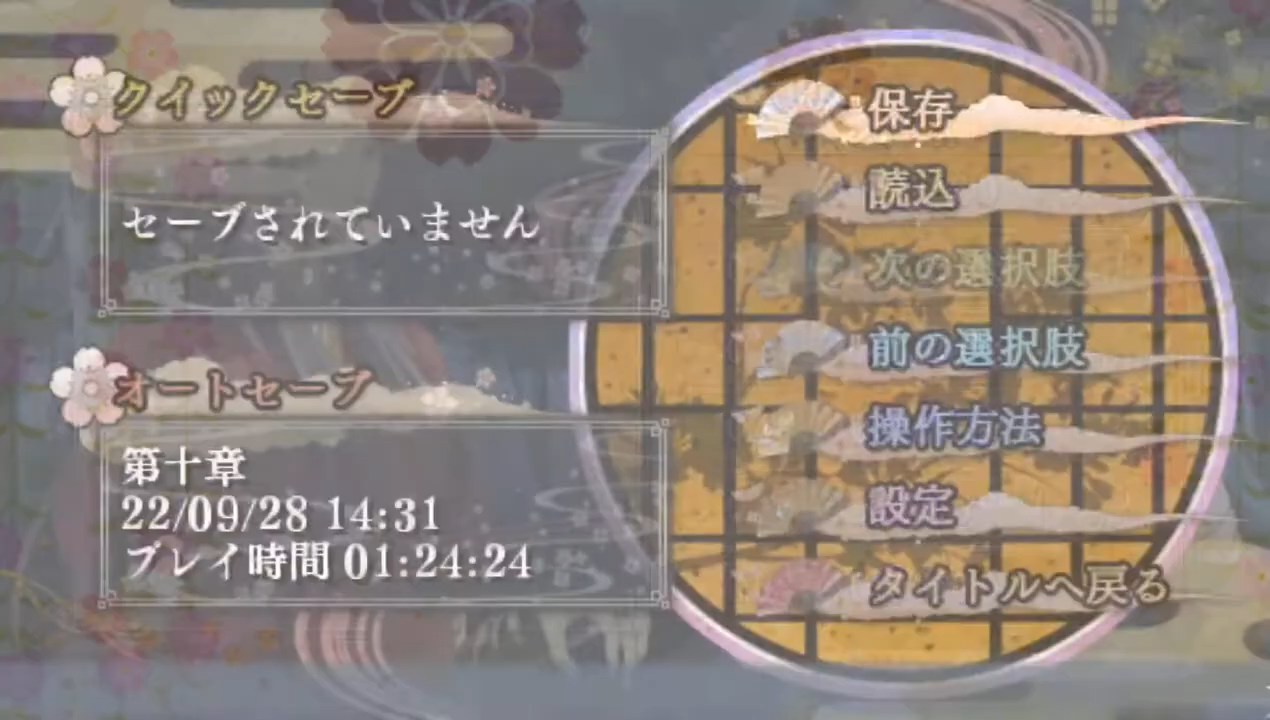 クイックセーブ
セーブされていません
オートセーブ
第十章
22/09/28 14:31
プレイ時間 01:24:24
保存
読込
次の選択肢
前の選択肢
操作方法
設定
タイトルへ戻る